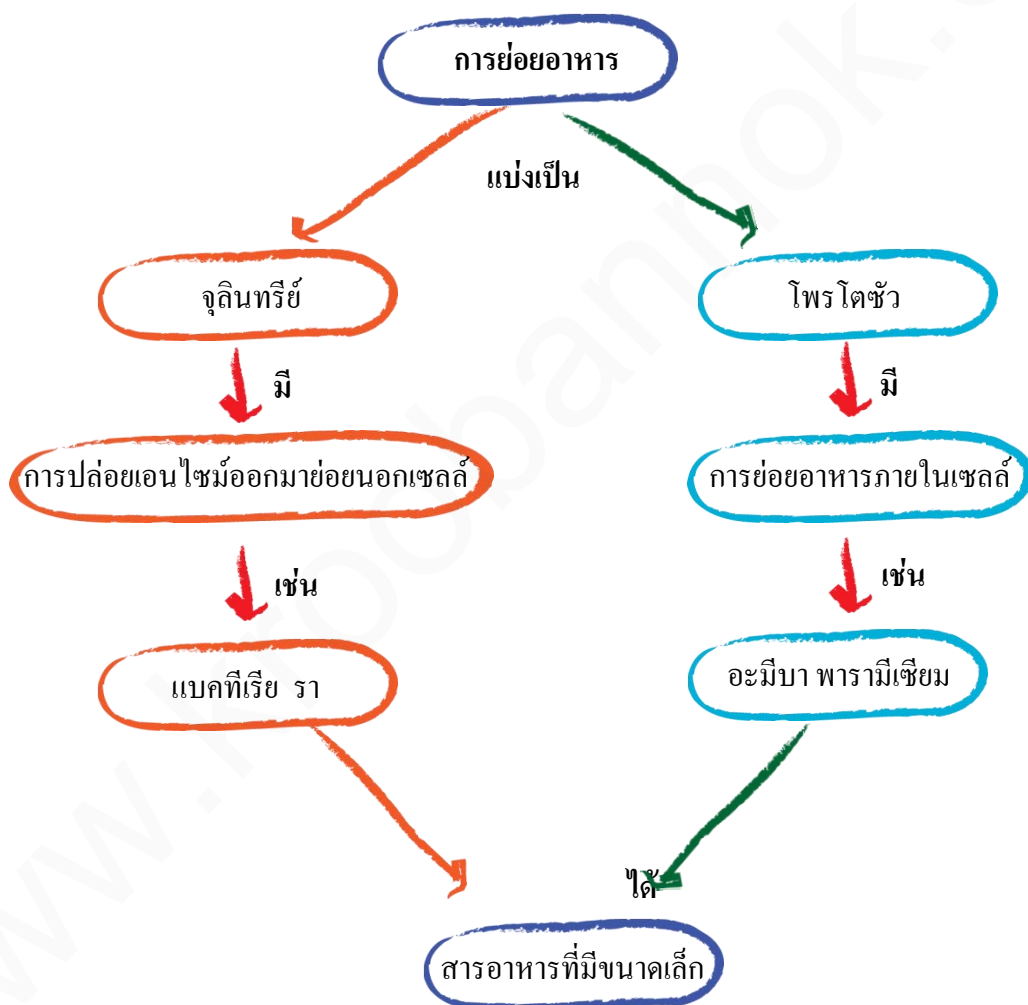 การย่อยอาหาร
แบ่งเป็น
จุลินทรีย์
โพรโตซัว
มี
มี
การปล่อยเอนไซม์ออกมาย่อยนอกเซลล์
การย่อยอาหารภายในเซลล์
เช่น
เช่น
แบคทีเรีย รา
อะมีบา พารามีเซียม
ได้
สารอาหารที่มีขนาดเล็ก